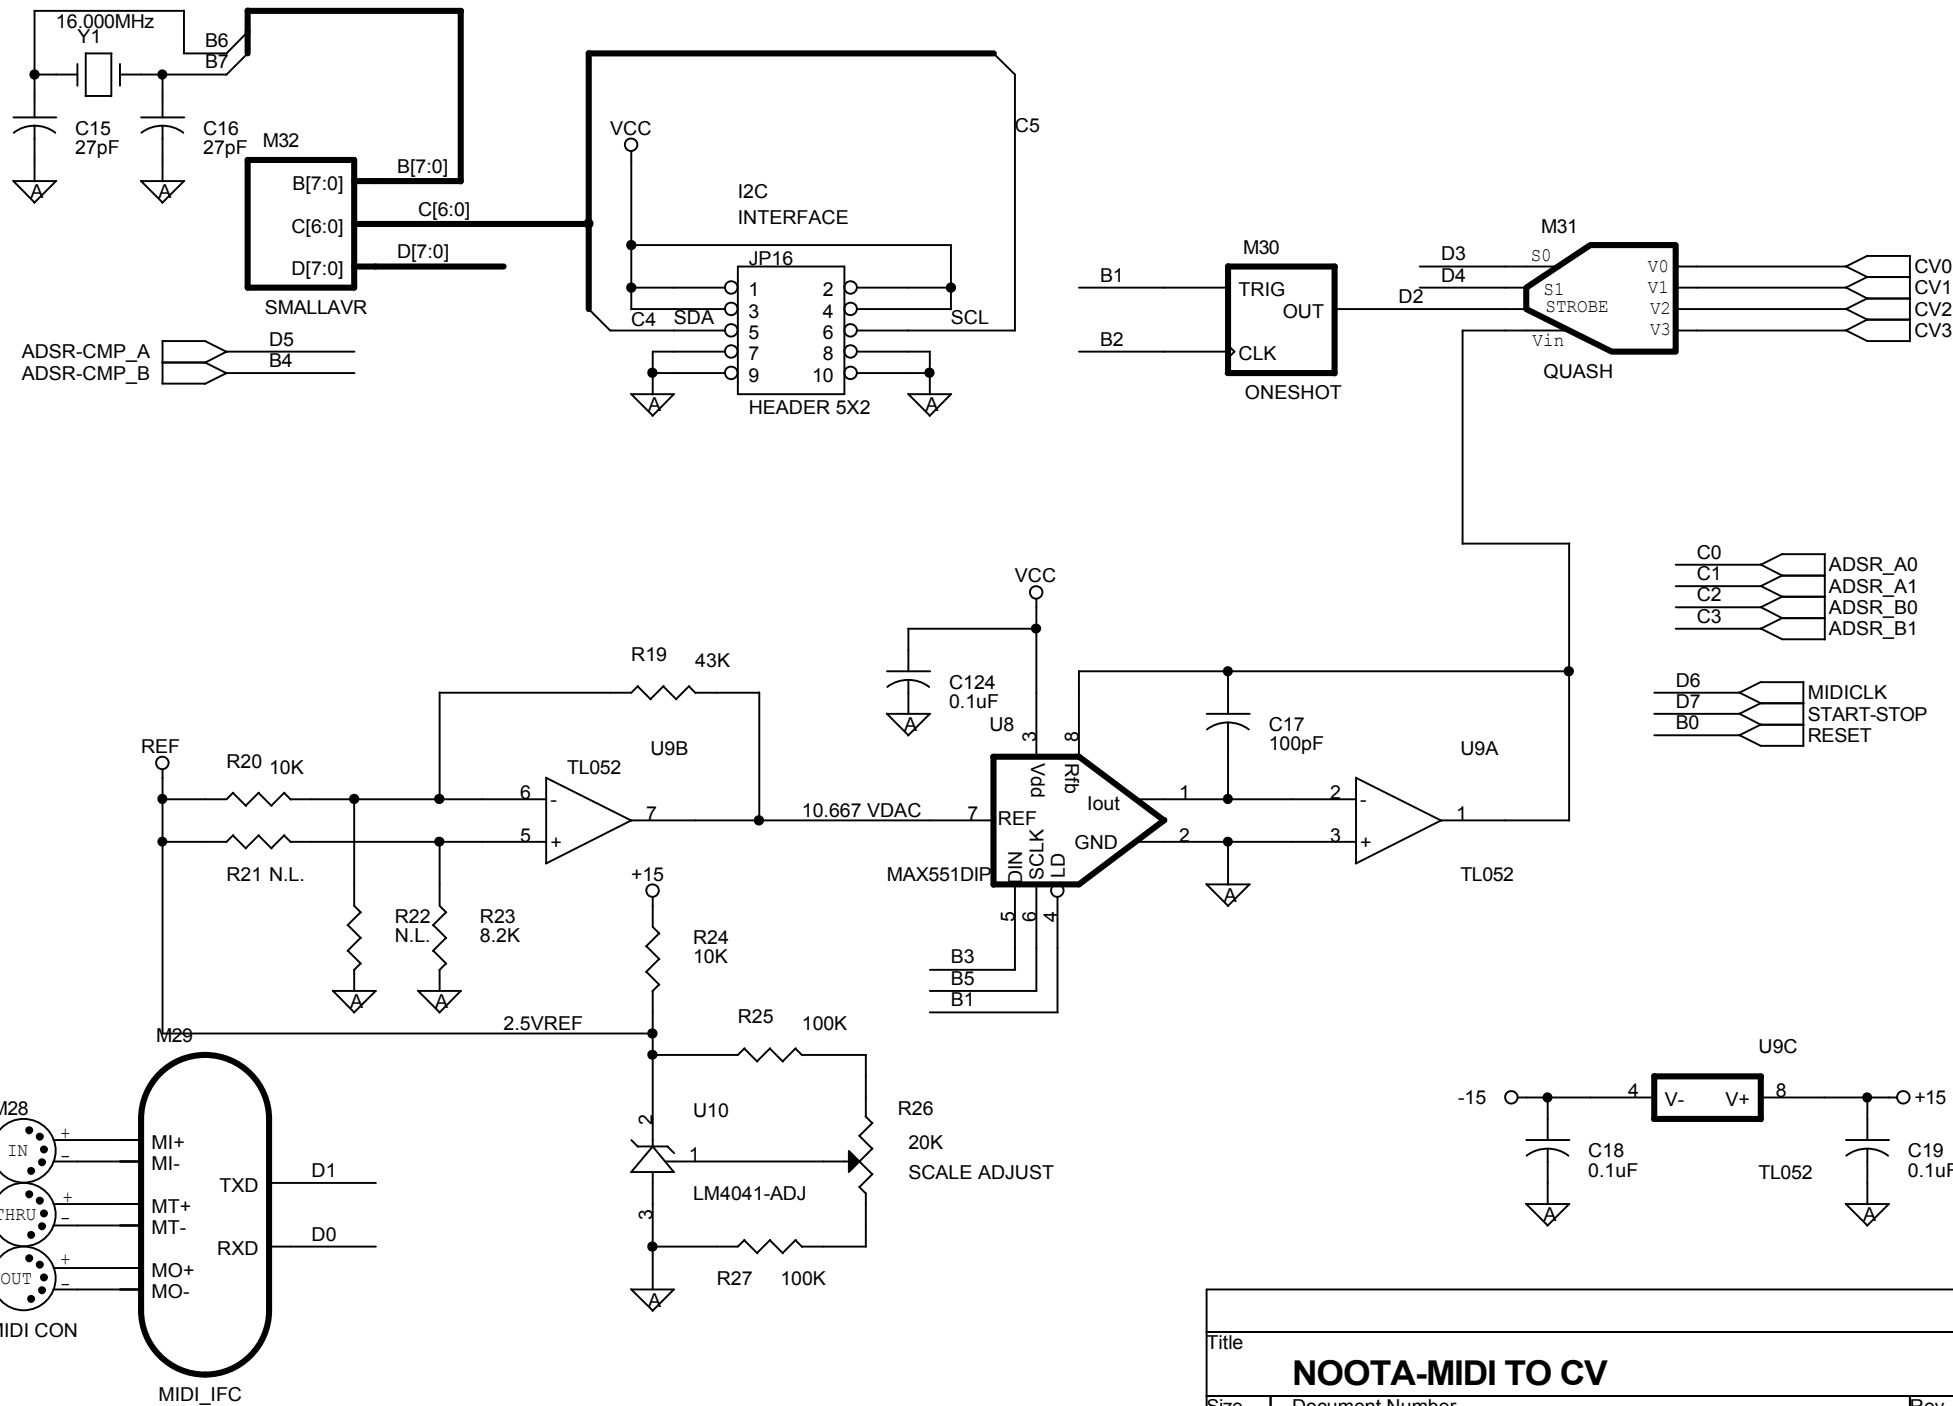 16.000MHz
Y1
B6
B7
C15
27pF
C16
27pF
M32
B[7:0]
C[6:0]
D[7:0]
B[7:0]
C[6:0]
D[7:0]
SMALLAVR
ADSR-CMP_A
ADSR-CMP_B
D5
B4
VCC
C5
I2C
INTERFACE
JP16
1
2
3
4
5
6
7
8
9
10
C4
SDA
SCL
A
A
A
A
HEADER 5X2
M30
B1
B2
TRIG
OUT
CLK
ONESHOT
D2
M31
D3
D4
S0
S1
STROBE
Vin
V0
V1
V2
V3
QUASH
CV0
CV1
CV2
CV3
C0
C1
C2
C3
ADSR_A0
ADSR_A1
ADSR_B0
ADSR_B1
D6
D7
B0
MIDICLK
START-STOP
RESET
R19
43K
REF
R20
10K
R21 N.L.
U9B
TL052
6
5
7
-
+
R22
N.L.
R23
8.2K
A
A
10.667 VDAC
VCC
C124
0.1uF
A
U8
3
8
7
Vdd
Rfb
REF
Iout
GND
DIN
SCLK
LD
MAX551DIP
5
6
4
1
2
B3
B5
B1
C17
100pF
A
U9A
2
3
1
-
+
TL052
+15
R24
10K
2.5VREF
R25
100K
U10
2
1
3
LM4041-ADJ
R26
20K
SCALE ADJUST
R27
100K
A
M29
M28
IN
THRU
OUT
+
-
+
-
+
-
MI+
MI-
MT+
MT-
MO+
MO-
TXD
RXD
D1
D0
MIDI CON
MIDI_IFC
U9C
-15
4
V-
V+
8
+15
C18
0.1uF
TL052
C19
0.1uF
A
A
Title
NOOTA-MIDI TO CV
Size
Document Number
Rev